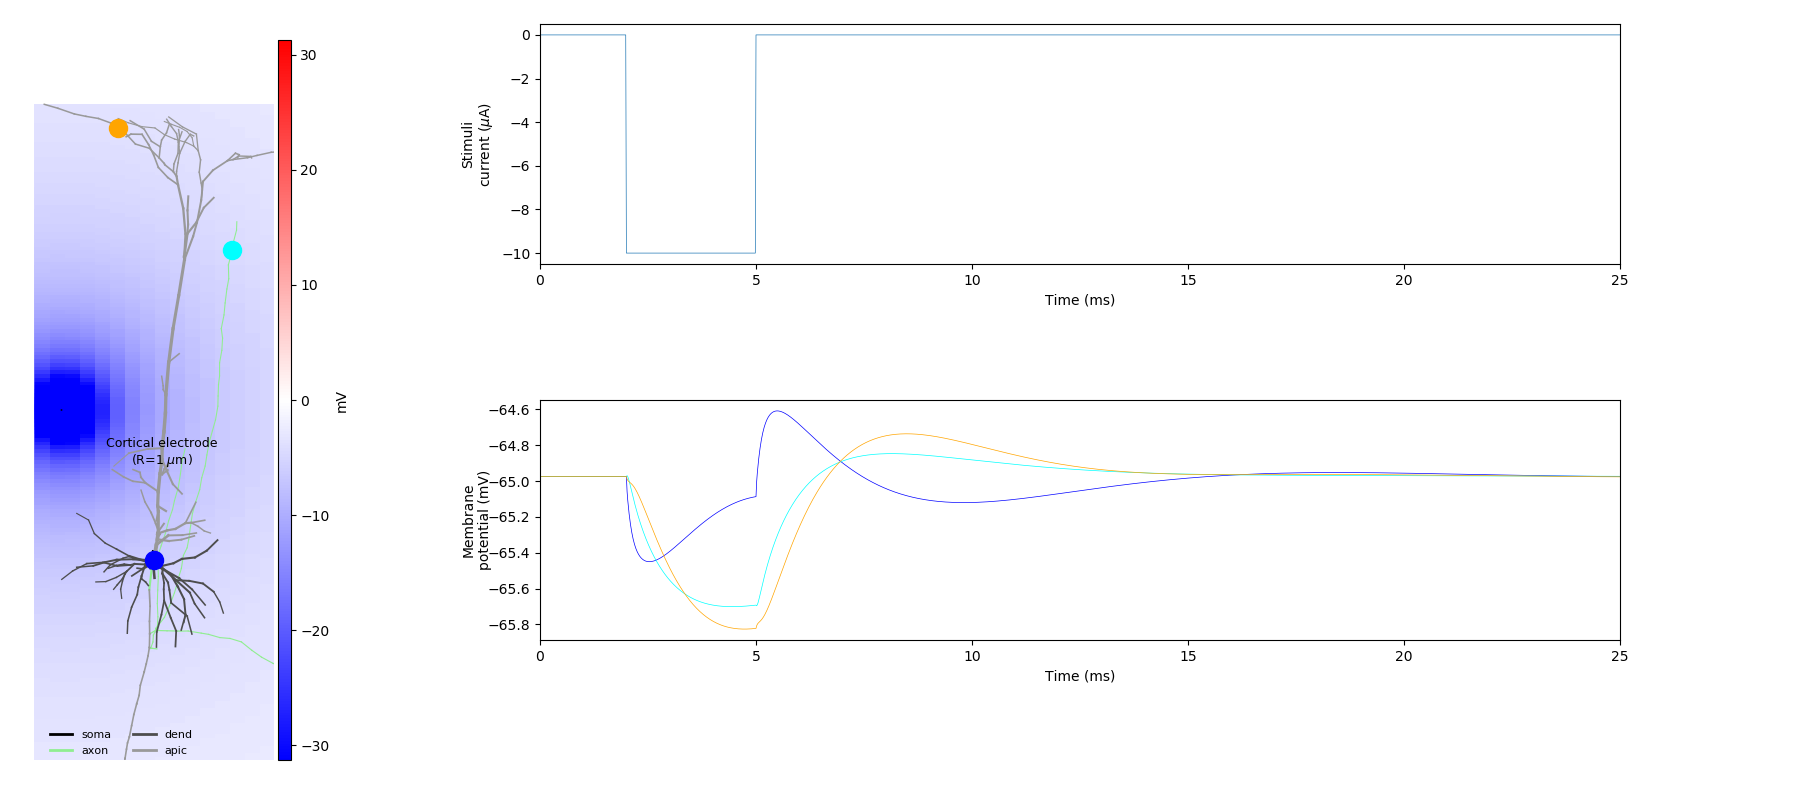 30
20
10
0
−10
−20
−30
mV
Cortical electrode
(R=1 μm)
soma
axon
dend
apic
0
−2
−4
−6
−8
−10
Stimuli
current (μA)
0
5
10
15
20
25
Time (ms)
−64.6
−64.8
−65.0
−65.2
−65.4
−65.6
−65.8
Membrane
potential (mV)
0
5
10
15
20
25
Time (ms)